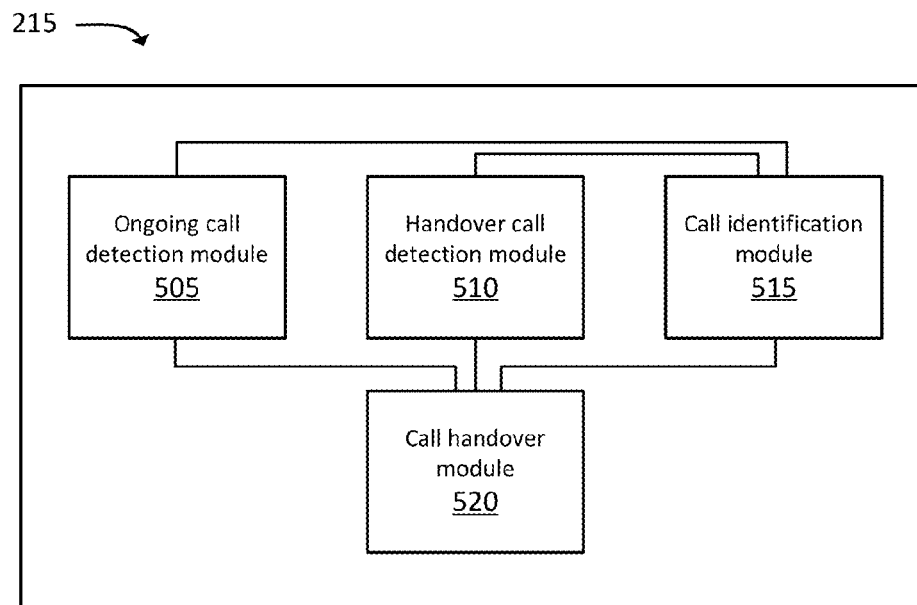 215
Ongoing call
detection module
505
Handover call
detection module
510
Call identification
module
515
Call handover
module
520